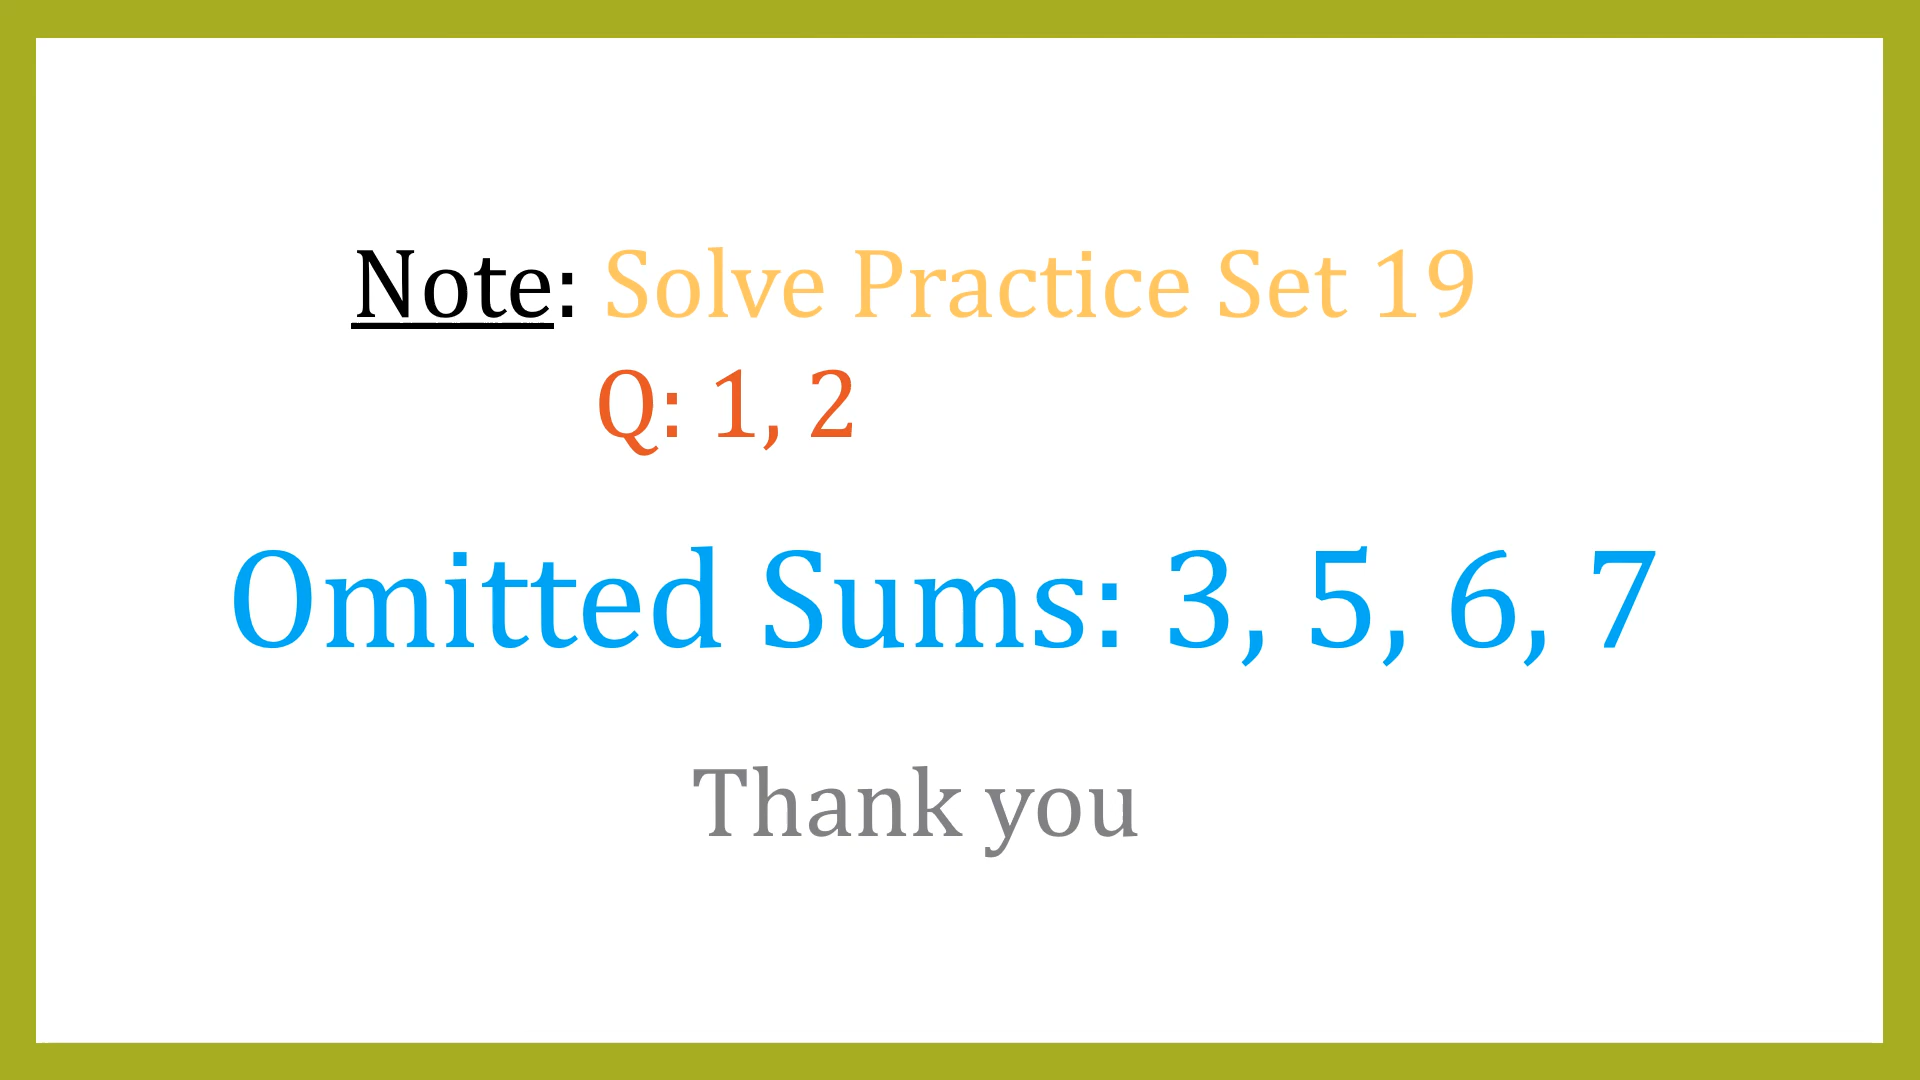 Note: Solve Practice Set 19
Q: 1, 2
Omitted Sums: 3, 5, 6, 7
Thank you